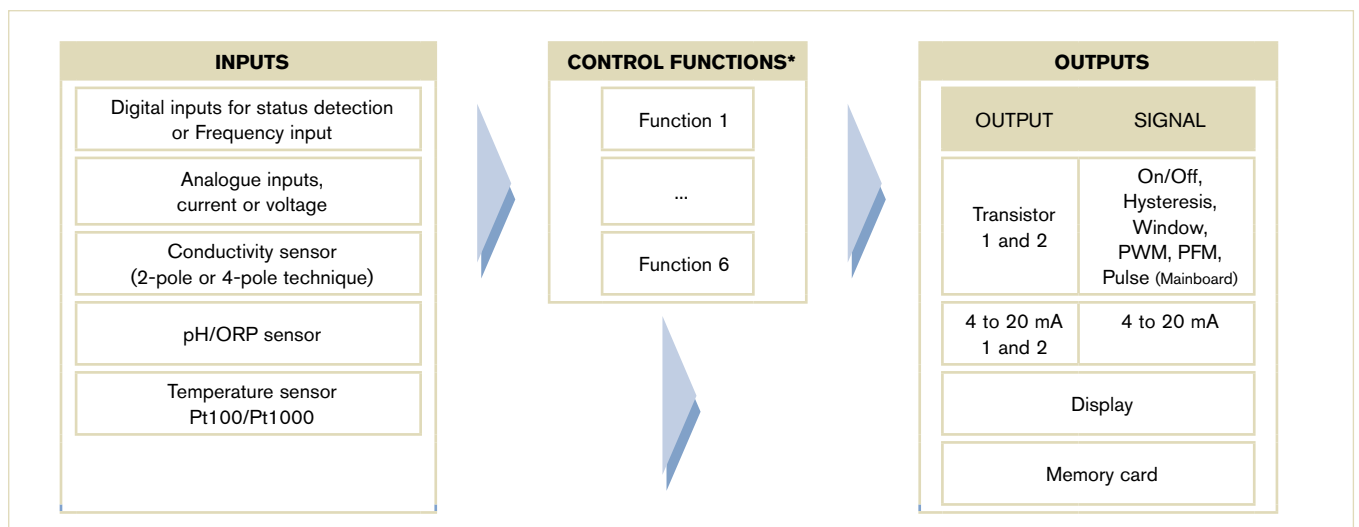 INPUTS
Digital inputs for status detection
or Frequency input
Analogue inputs,
current or voltage
Conductivity sensor
(2-pole or 4-pole technique)
pH/ORP sensor
Temperature sensor
Pt100/Pt1000
CONTROL FUNCTIONS*
Function 1
...
Function 6
OUTPUTS
OUTPUT SIGNAL
Transistor
1 and 2
On/Off,
Hysteresis,
Window,
PWM, PFM,
Pulse (Mainboard)
4 to 20 mA
1 and 2
4 to 20 mA
Display
Memory card